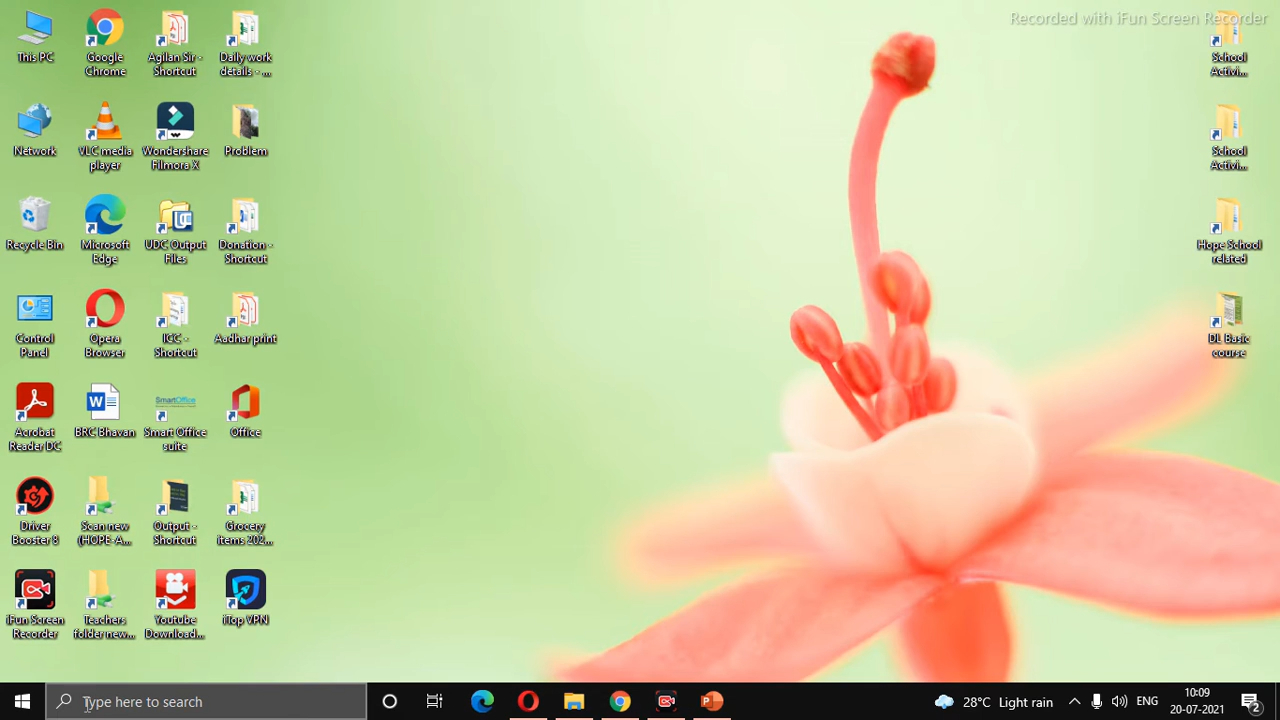 Recorded with iFun Screen Recorder
This PC
Google
Chrome
Agilan Sir -
Shortcut
Daily work
details - ...
School
Activi...
Network
VLC media
player
Wondershare
Filmora X
Problem
School
Activi...
Recycle Bin
Microsoft
Edge
UDC Output
Files
Donation -
Shortcut
Hope School
related
Control
Panel
Opera
Browser
ICC -
Shortcut
Aadhar print
DL Basic
course
Acrobat
Reader DC
BRC Bhavan
SmartOffice
Smart Office
suite
Office
Driver
Booster 8
Scan new
(HOPE-A...
Output -
Shortcut
Grocery
items 202...
iFun Screen
Recorder
Teachers
folder new...
Youtube
Download...
iTop VPN
Type here to search
28°C Light rain
ENG
10:09
20-07-2021
2